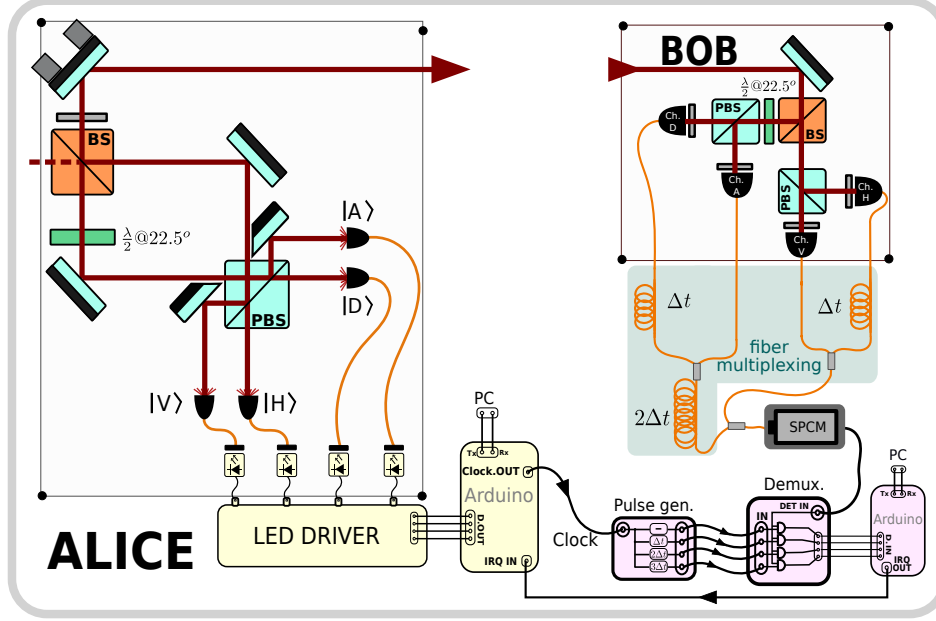 BOB
BS
λ/2@22.5º
|A⟩
|D⟩
PBS
|V⟩
|H⟩
LED DRIVER
ALICE
PC
Tx
Rx
Clock.OUT
Arduino
D.OUT
IRQ IN
λ/2@22.5º
PBS
Ch. D
BS
Ch. A
PBS
Ch. H
Ch. V
Δt
Δt
fiber
multiplexing
2Δt
SPCM
Clock
Pulse gen.
−
Δt
2Δt
3Δt
Demux.
DET IN
IN
PC
Tx
Rx
Arduino
D. IN
IRQ
OUT